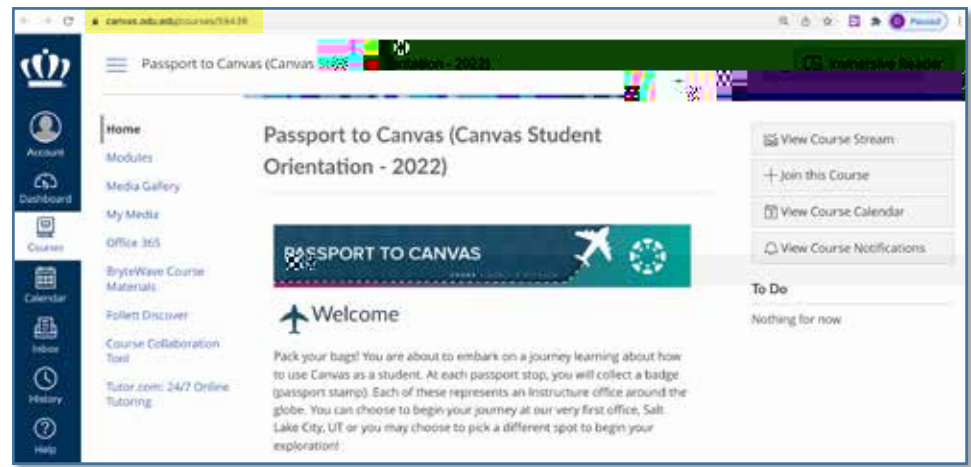 canvas.odu.edu/courses/59439
Paused
Passport to Canvas (Canvas Student Orientation - 2022)
Immersive Reader
Account
Dashboard
Courses
Calendar
Inbox
History
Help
Home
Modules
Media Gallery
My Media
Office 365
BryteWave Course
Materials
Follett Discover
Course Collaboration
Tool
Tutor.com: 24/7 Online
Tutoring
Passport to Canvas (Canvas Student
Orientation - 2022)
PASSPORT TO CANVAS
Welcome
Pack your bags! You are about to embark on a journey learning about how
to use Canvas as a student. At each passport stop, you will collect a badge
(passport stamp). Each of these represents an Instructure office around the
globe. You can choose to begin your journey at our very first office, Salt
Lake City, UT or you may choose to pick a different spot to begin your
exploration!
View Course Stream
Join this Course
View Course Calendar
View Course Notifications
To Do
Nothing for now